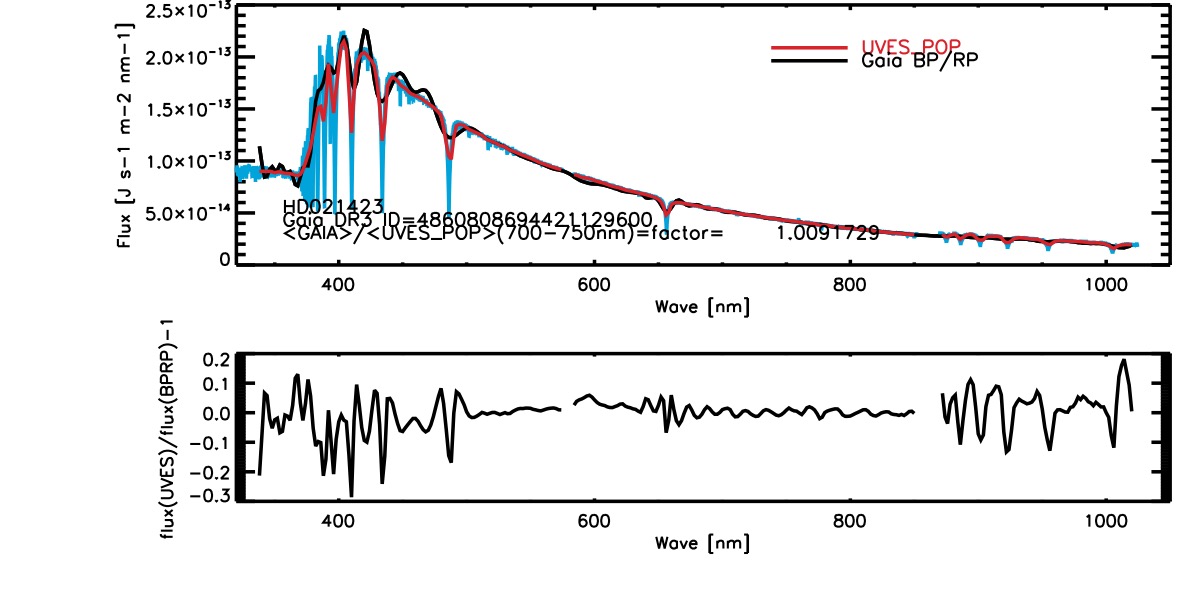 2.5×10−13
2.0×10−13
1.5×10−13
1.0×10−13
5.0×10−14
0
Flux [J s−1 m−2 nm−1]
UVES_POP
Gaia BP/RP
HD021423
Gaia DR3 ID=4860808694421129600
<GAIA>/<UVES_POP>(700−750nm)=factor= 1.0091729
400 600 800 1000
Wave [nm]
flux(UVES)/flux(BPRP)−1
0.2
0.1
0.0
−0.1
−0.2
−0.3
400 600 800 1000
Wave [nm]